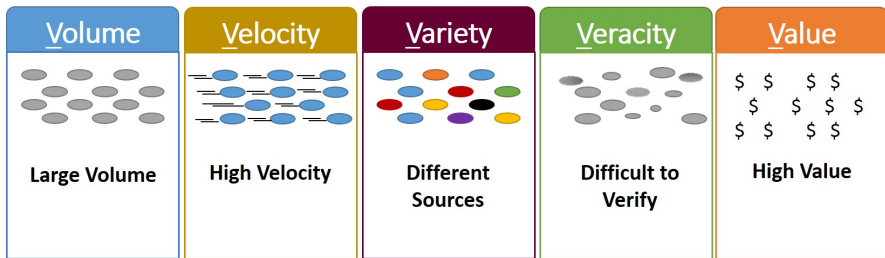 Volume
Velocity
Variety
Veracity
Value
$ $ $ $
$ $ $ $
$ $ $ $
Large Volume
High Velocity
Different
Sources
Difficult to
Verify
High Value